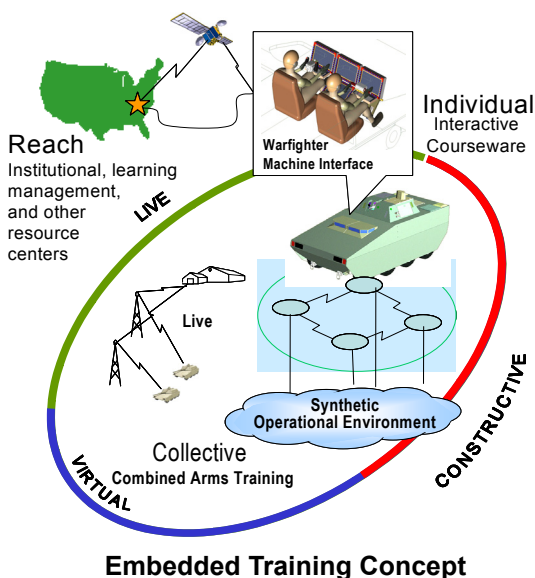 Individual
Interactive
Courseware
Warfighter
Machine Interface
Reach
Institutional, learning
management,
and other
resource
centers
LIVE
Live
Synthetic
Operational Environment
CONSTRUCTIVE
Collective
Combined Arms Training
VIRTUAL
Embedded Training Concept